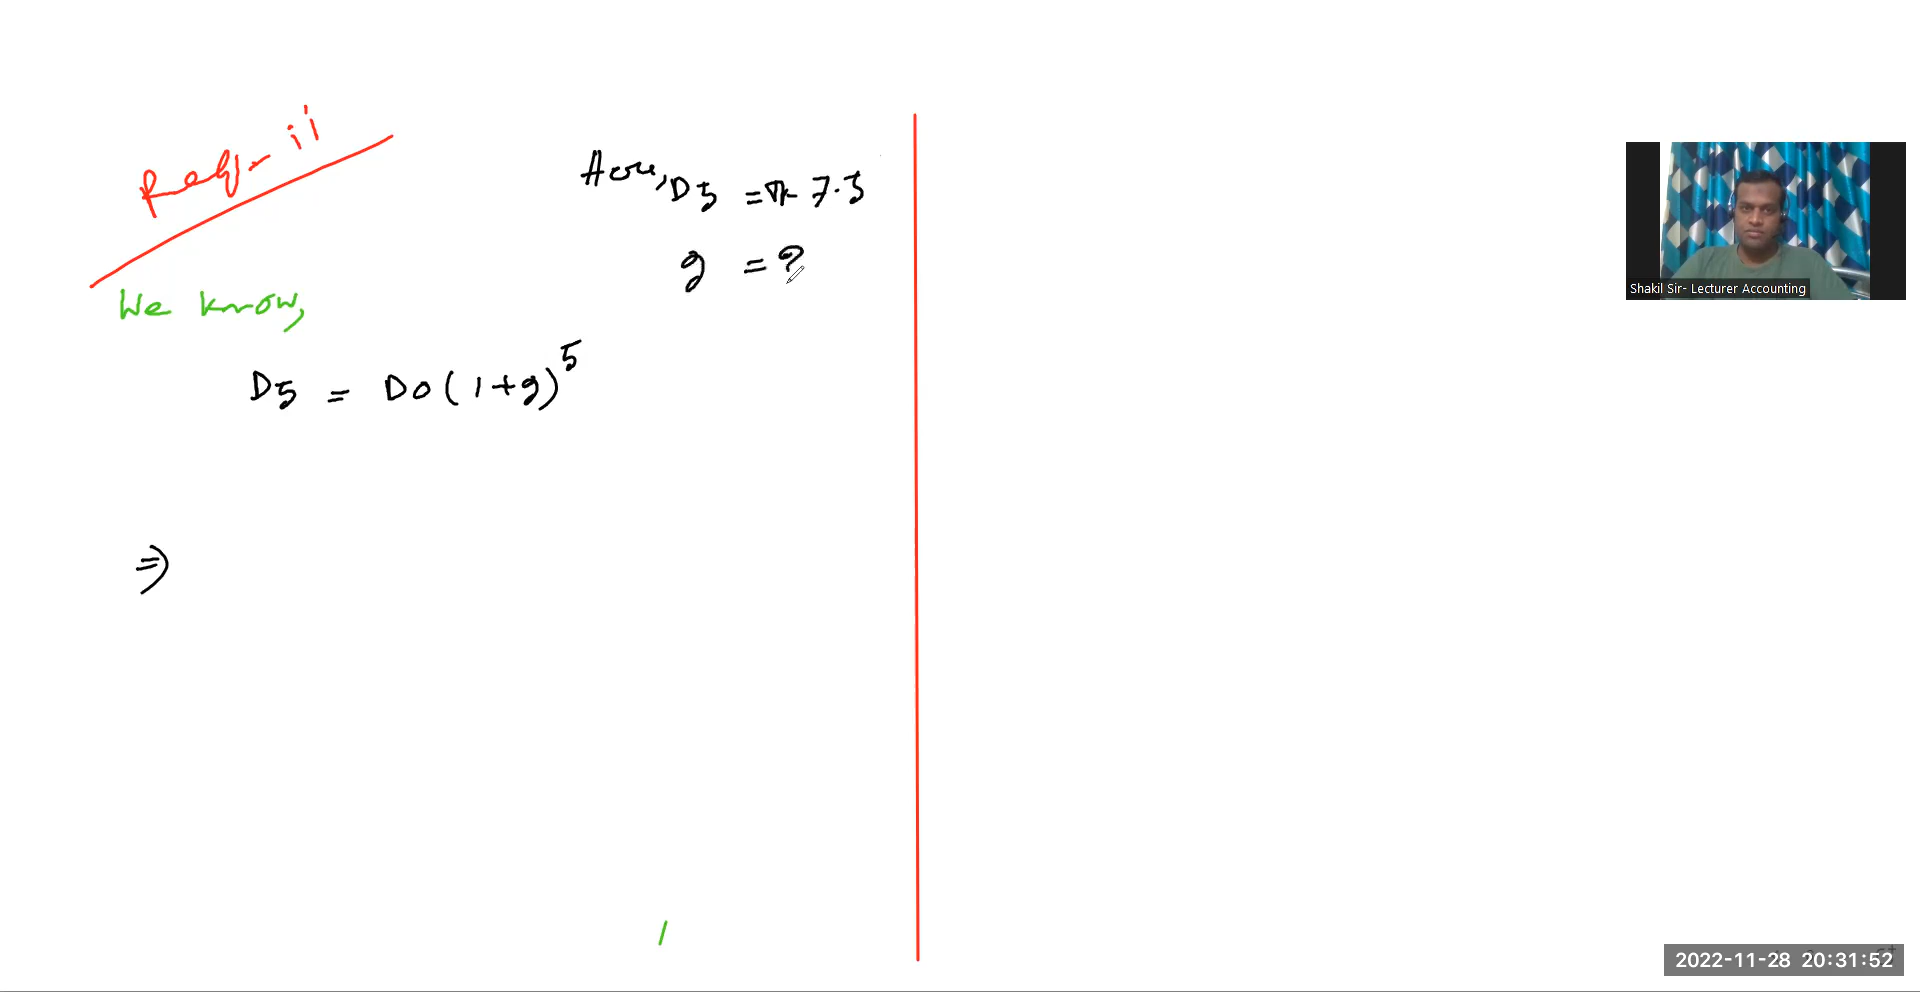 Req-ii
Here, D5 = Tk 7.5
g = ?
We know,
D5 = D0(1+g)^5
⇒
Shakil Sir- Lecturer Accounting
2022-11-28 20:31:52